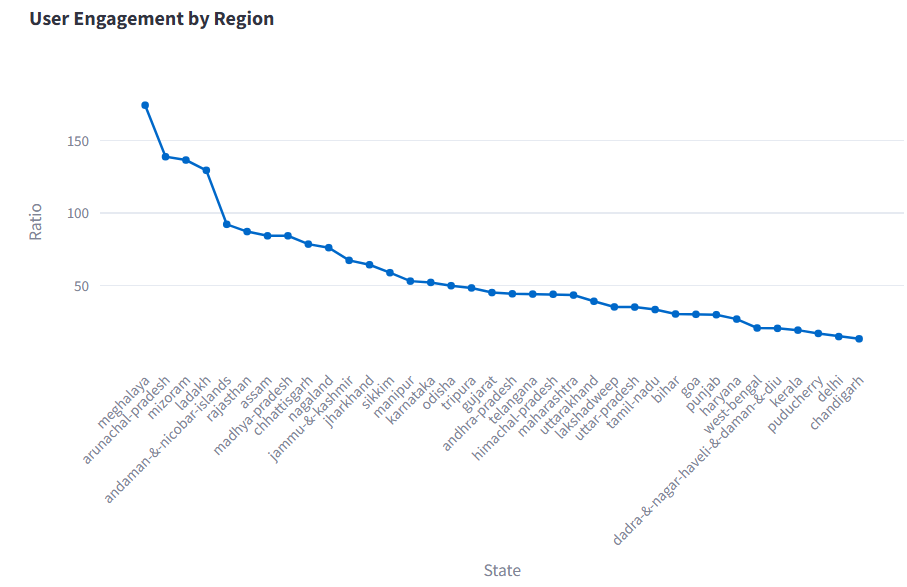 User Engagement by Region
150
100
50
Ratio
meghalaya
arunachal-pradesh
mizoram
ladakh
andaman-&-nicobar-islands
rajasthan
assam
madhya-pradesh
chhattisgarh
nagaland
jammu-&-kashmir
jharkhand
sikkim
manipur
karnataka
odisha
tripura
gujarat
andhra-pradesh
telangana
himachal-pradesh
maharashtra
uttarakhand
lakshadweep
uttar-pradesh
tamil-nadu
bihar
goa
punjab
haryana
west-bengal
dadra-&-nagar-haveli-&-daman-&-diu
kerala
puducherry
delhi
chandigarh
State